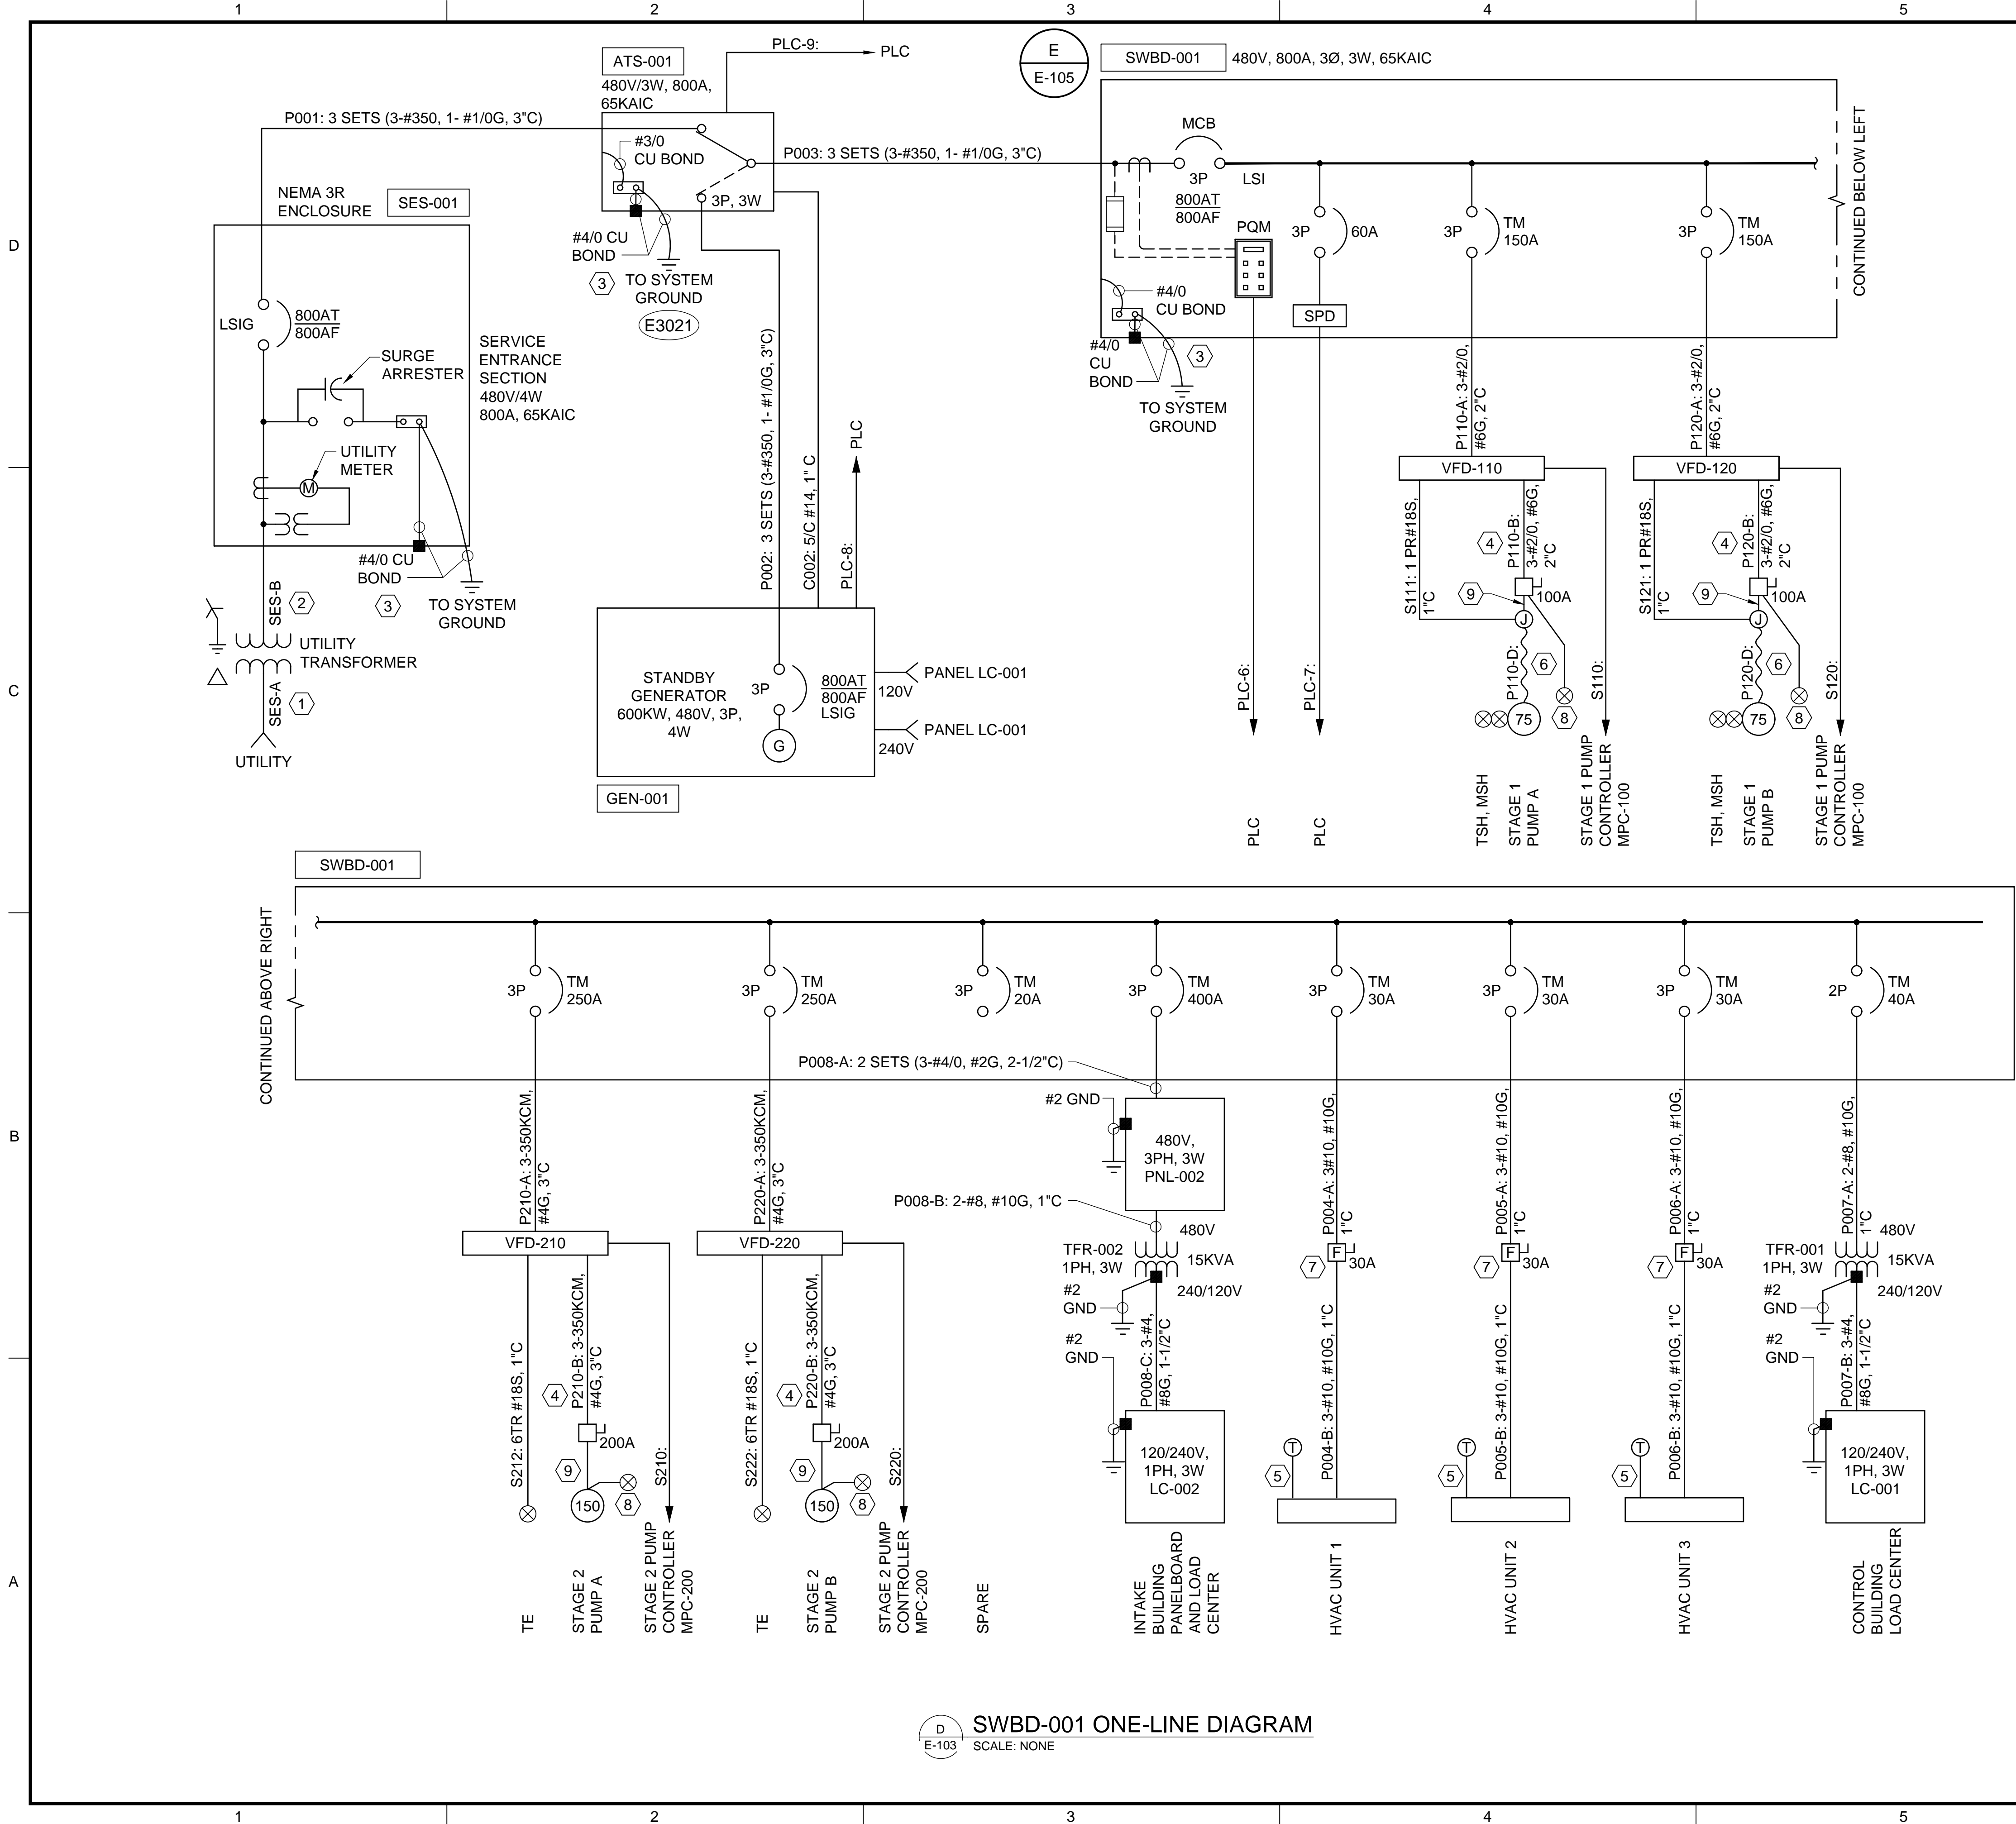 1
2
3
4
5
D
C
B
A
PLC-9:
PLC
ATS-001
480V/3W, 800A,
65KAIC
P001: 3 SETS (3-#350, 1- #1/0G, 3"C)
#3/0
CU BOND
3P, 3W
#4/0 CU
BOND
3
TO SYSTEM
GROUND
E3021
P003: 3 SETS (3-#350, 1- #1/0G, 3"C)
NEMA 3R
ENCLOSURE
SES-001
LSIG
800AT
800AF
SURGE
ARRESTER
SERVICE
ENTRANCE
SECTION
480V/4W
800A, 65KAIC
UTILITY
METER
M
#4/0 CU
BOND
3
TO SYSTEM
GROUND
SES-B
2
UTILITY
TRANSFORMER
SES-A
1
UTILITY
P002: 3 SETS (3-#350, 1- #1/0G, 3"C)
C002: 5/C #14, 1" C
PLC-8:
PLC
STANDBY
GENERATOR
600KW, 480V, 3P,
4W
3P
800AT
800AF
LSIG
G
120V
PANEL LC-001
240V
PANEL LC-001
GEN-001
E
E-105
SWBD-001
480V, 800A, 3Ø, 3W, 65KAIC
MCB
3P
LSI
800AT
800AF
PQM
#4/0
CU BOND
#4/0
CU
BOND
3
TO SYSTEM
GROUND
3P
60A
SPD
3P
TM
150A
3P
TM
150A
CONTINUED BELOW LEFT
PLC-6:
PLC
PLC-7:
PLC
P110-A: 3-#2/0,
#6G, 2"C
VFD-110
S111: 1 PR#18S,
1"C
4
P110-B:
3-#2/0, #6G,
2"C
100A
9
J
P110-D:
6
75
8
S110:
TSH, MSH
STAGE 1
PUMP A
STAGE 1 PUMP
CONTROLLER
MPC-100
P120-A: 3-#2/0,
#6G, 2"C
VFD-120
S121: 1 PR#18S,
1"C
4
P120-B:
3-#2/0, #6G,
2"C
100A
9
J
P120-D:
6
75
8
S120:
TSH, MSH
STAGE 1
PUMP B
STAGE 1 PUMP
CONTROLLER
MPC-100
SWBD-001
CONTINUED ABOVE RIGHT
3P
TM
250A
3P
TM
250A
3P
TM
20A
3P
TM
400A
3P
TM
30A
3P
TM
30A
3P
TM
30A
2P
TM
40A
P008-A: 2 SETS (3-#4/0, #2G, 2-1/2"C)
P210-A: 3-350KCM,
#4G, 3"C
VFD-210
S212: 6TR #18S, 1"C
4
P210-B: 3-350KCM,
#4G, 3"C
200A
9
150
8
S210:
TE
STAGE 2
PUMP A
STAGE 2 PUMP
CONTROLLER
MPC-200
P220-A: 3-350KCM,
#4G, 3"C
VFD-220
S222: 6TR #18S, 1"C
4
P220-B: 3-350KCM,
#4G, 3"C
200A
9
150
8
S220:
TE
STAGE 2
PUMP B
STAGE 2 PUMP
CONTROLLER
MPC-200
SPARE
#2 GND
480V,
3PH, 3W
PNL-002
P008-B: 2-#8, #10G, 1"C
480V
TFR-002
1PH, 3W
15KVA
240/120V
#2
GND
#2
GND
P008-C: 3-#4,
#8G, 1-1/2"C
120/240V,
1PH, 3W
LC-002
INTAKE
BUILDING
PANELBOARD
AND LOAD
CENTER
P004-A: 3#10, #10G,
1"C
F
30A
7
P004-B: 3-#10, #10G, 1"C
T
5
HVAC UNIT 1
P005-A: 3-#10, #10G,
1"C
F
30A
7
P005-B: 3-#10, #10G, 1"C
T
5
HVAC UNIT 2
P006-A: 3-#10, #10G,
1"C
F
30A
7
P006-B: 3-#10, #10G, 1"C
T
5
HVAC UNIT 3
P007-A: 2-#8, #10G,
1"C
480V
TFR-001
1PH, 3W
15KVA
240/120V
#2
GND
#2
GND
P007-B: 3-#4,
#8G, 1-1/2"C
120/240V,
1PH, 3W
LC-001
CONTROL
BUILDING
LOAD CENTER
D
E-103
SWBD-001 ONE-LINE DIAGRAM
SCALE: NONE
1
2
3
4
5